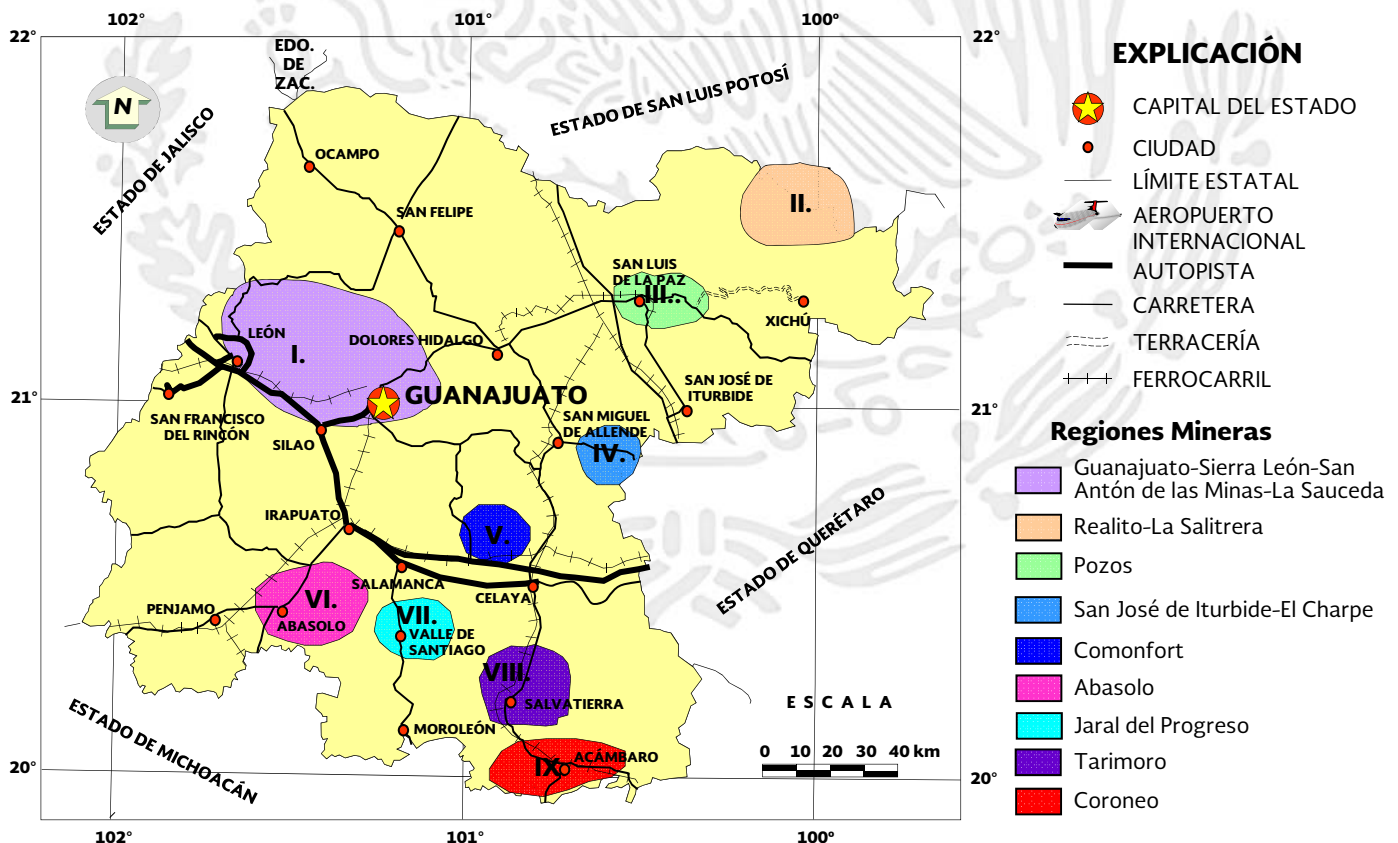 102°
101°
100°
22°
22°
EDO.
DE
ZAC.
N
ESTADO DE JALISCO
ESTADO DE SAN LUIS POTOSÍ
OCAMPO
SAN FELIPE
II.
SAN LUIS
DE LA PAZ
III.
XICHÚ
LEÓN
I.
DOLORES HIDALGO
GUANAJUATO
SAN JOSÉ DE
ITURBIDE
21°
21°
SAN FRANCISCO
DEL RINCÓN
SILAO
SAN MIGUEL
DE ALLENDE
IV.
IRAPUATO
V.
ESTADO DE QUERÉTARO
SALAMANCA
CELAYA
PENJAMO
VI.
ABASOLO
VII.
VALLE DE
SANTIAGO
VIII.
SALVATIERRA
MOROLEÓN
IX
ACÁMBARO
ESTADO DE MICHOACÁN
ESCALA
0 10 20 30 40 km
20°
20°
102°
101°
100°
EXPLICACIÓN
CAPITAL DEL ESTADO
CIUDAD
LÍMITE ESTATAL
AEROPUERTO
INTERNACIONAL
AUTOPISTA
CARRETERA
TERRACERÍA
FERROCARRIL
Regiones Mineras
Guanajuato-Sierra León-San
Antón de las Minas-La Sauceda
Realito-La Salitrera
Pozos
San José de Iturbide-El Charpe
Comonfort
Abasolo
Jaral del Progreso
Tarimoro
Coroneo